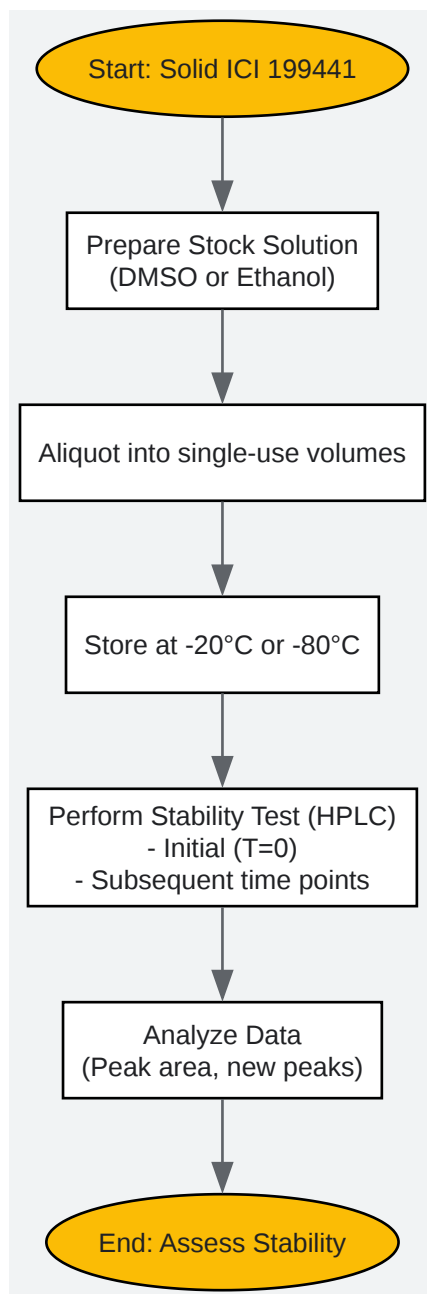 Start: Solid ICI 199441
Prepare Stock Solution
(DMSO or Ethanol)
Aliquot into single-use volumes
Store at -20°C or -80°C
Perform Stability Test (HPLC)
- Initial (T=0)
- Subsequent time points
Analyze Data
(Peak area, new peaks)
End: Assess Stability